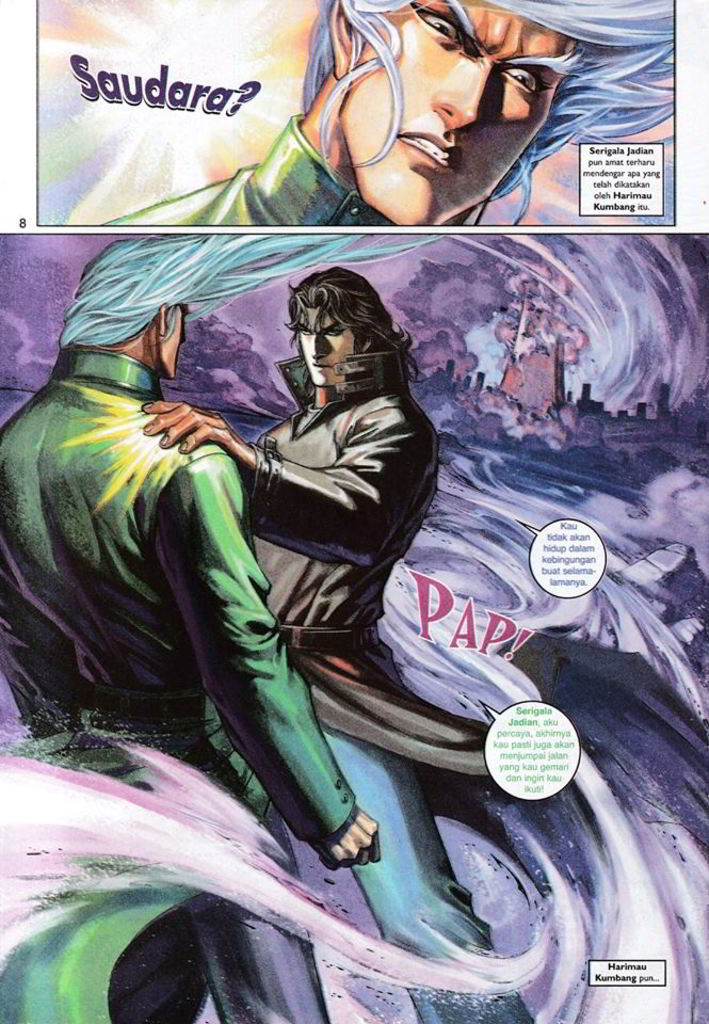 Saudara?
Serigala Jadian
pun amat terharu
mendengar apa yang
telah dikatakan
oleh Harimau
Kumbang itu.
8
Kau
tidak akan
hidup dalam
kebingungan
buat selama-
lamanya.
PAP!
Serigala
Jadian, aku
percaya, akhirnya
kau pasti juga akan
menjumpai jalan
yang kau gemari
dan ingin kau
ikuti!
Harimau
Kumbang pun...